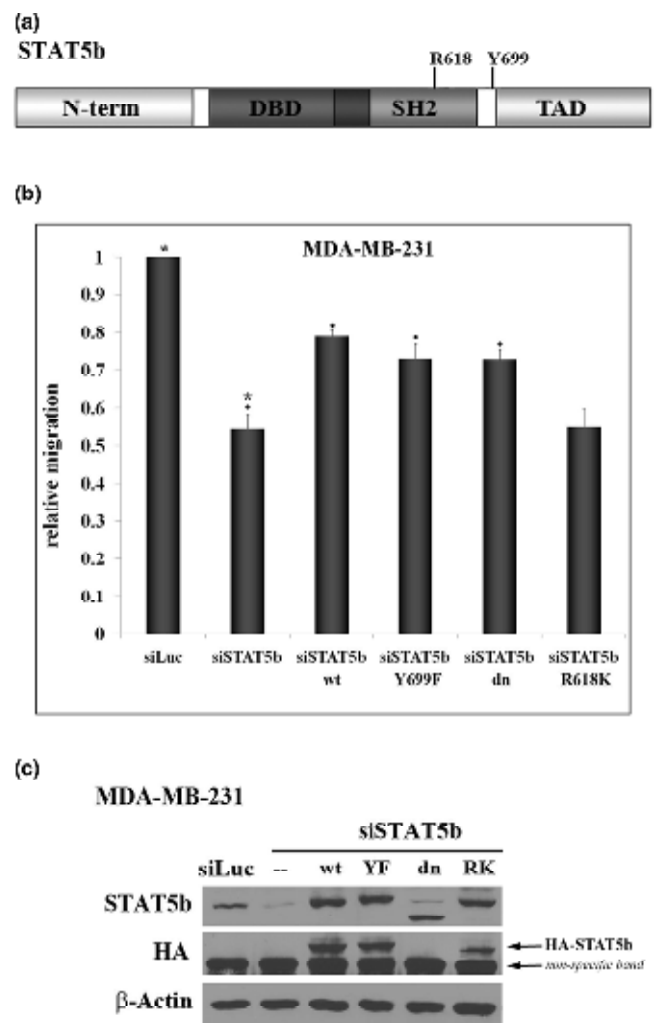 (a)
STAT5b
R618 Y699
N-term DBD SH2 TAD
(b)
MDA-MB-231
relative migration
1
0.9
0.8
0.7
0.6
0.5
0.4
0.3
0.2
0.1
0
* * + • • +
siLuc siSTAT5b siSTAT5b siSTAT5b siSTAT5b siSTAT5b
wt Y699F dn R618K
(c)
MDA-MB-231
siSTAT5b
siLuc -- wt YF dn RK
STAT5b
HA
HA-STAT5b
non-specific band
β-Actin